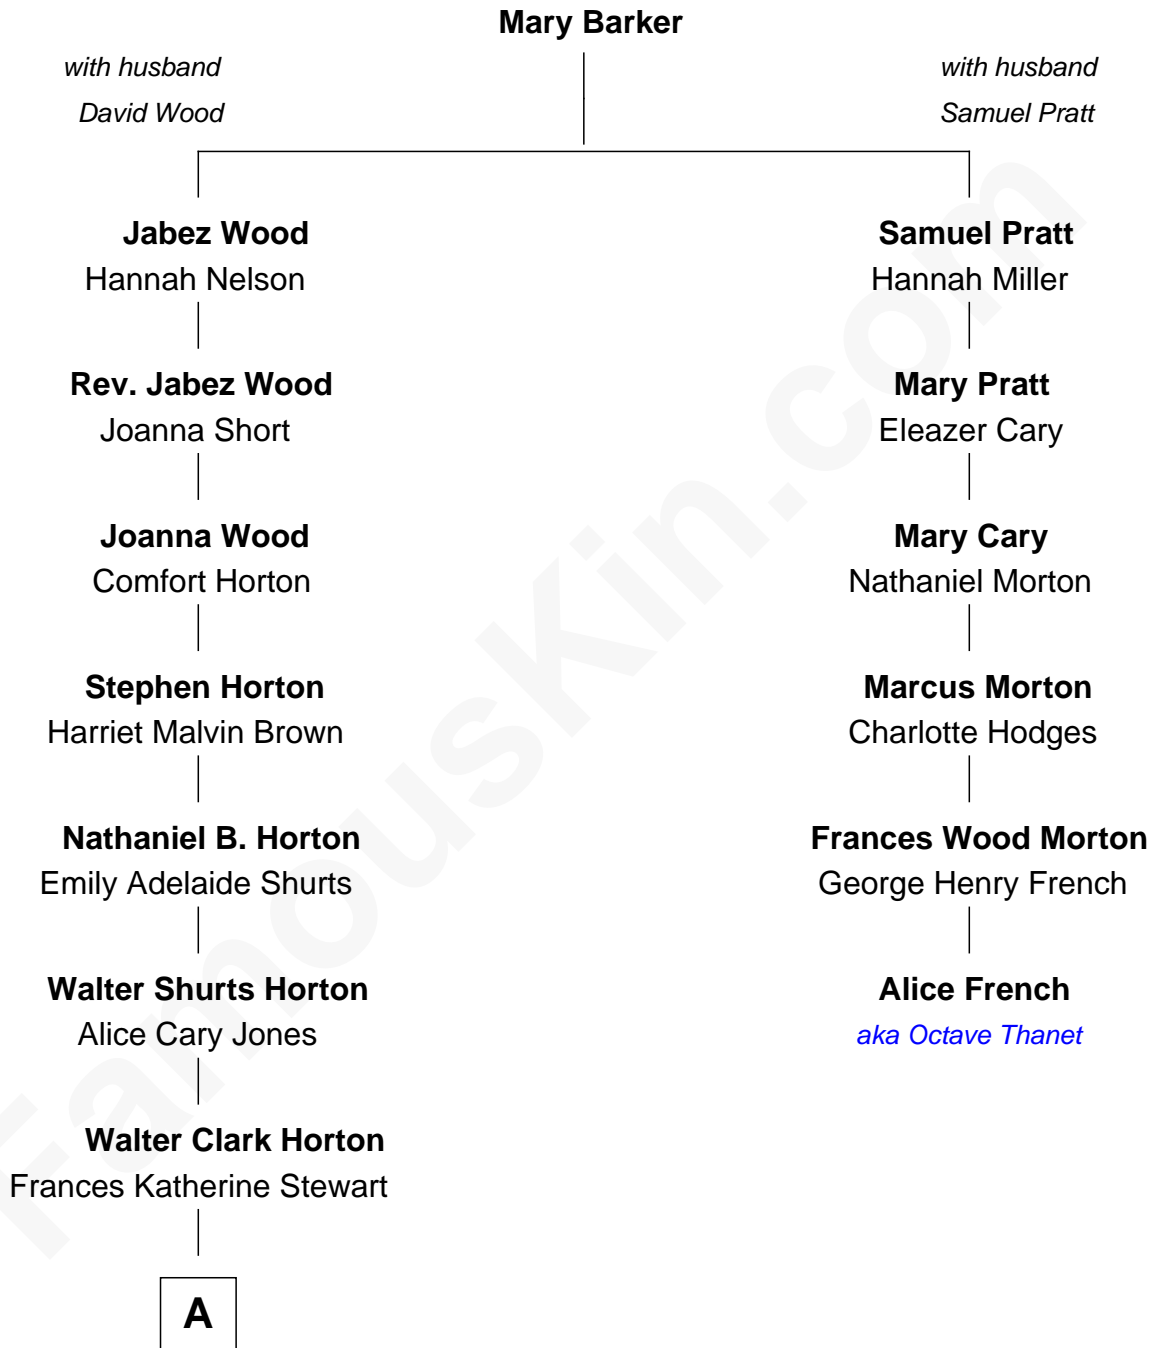 Mary Barker
with husband
David Wood
with husband
Samuel Pratt
Jabez Wood
Hannah Nelson
Samuel Pratt
Hannah Miller
Rev. Jabez Wood
Joanna Short
Mary Pratt
Eleazer Cary
Joanna Wood
Comfort Horton
Mary Cary
Nathaniel Morton
Stephen Horton
Harriet Malvin Brown
Marcus Morton
Charlotte Hodges
Nathaniel B. Horton
Emily Adelaide Shurts
Frances Wood Morton
George Henry French
Walter Shurts Horton
Alice Cary Jones
Alice French
aka Octave Thanet
Walter Clark Horton
Frances Katherine Stewart
A
FamousKin.com